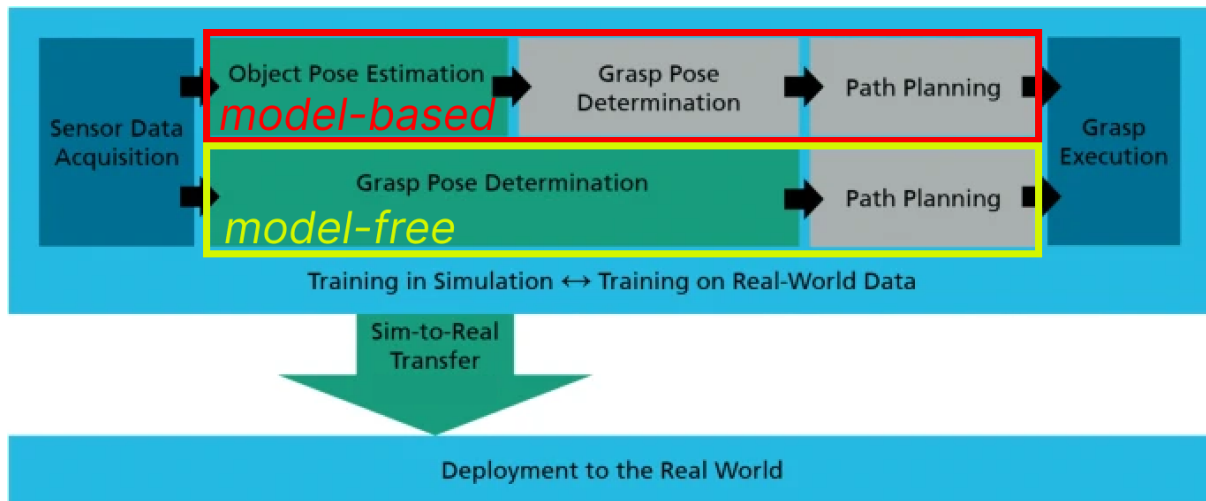 Sensor Data
Acquisition
Object Pose Estimation
model-based
Grasp Pose
Determination
Path Planning
Grasp Pose Determination
model-free
Path Planning
Grasp
Execution
Training in Simulation ↔ Training on Real-World Data
Sim-to-Real
Transfer
Deployment to the Real World